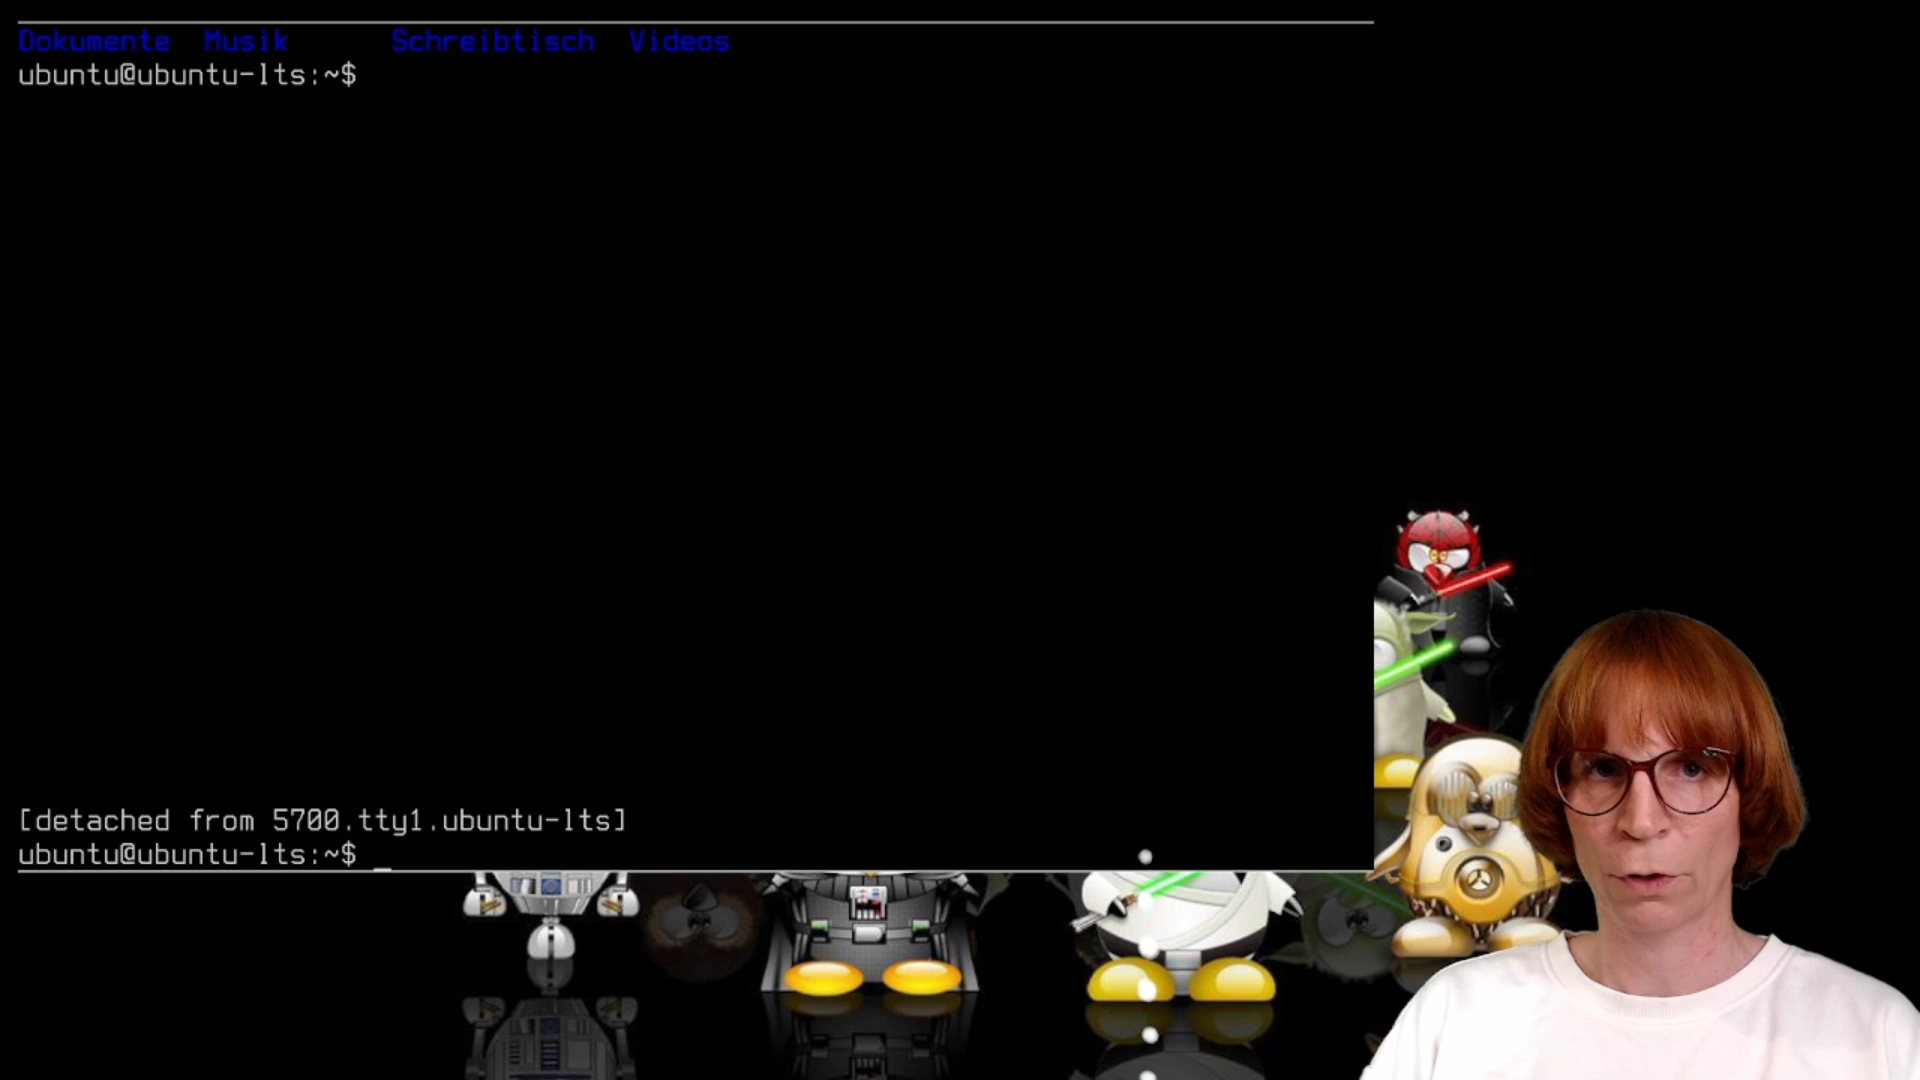 Dokumente  Musik      Schreibtisch  Videos
ubuntu@ubuntu-lts:~$
[detached from 5700.tty1.ubuntu-lts]
ubuntu@ubuntu-lts:~$ _